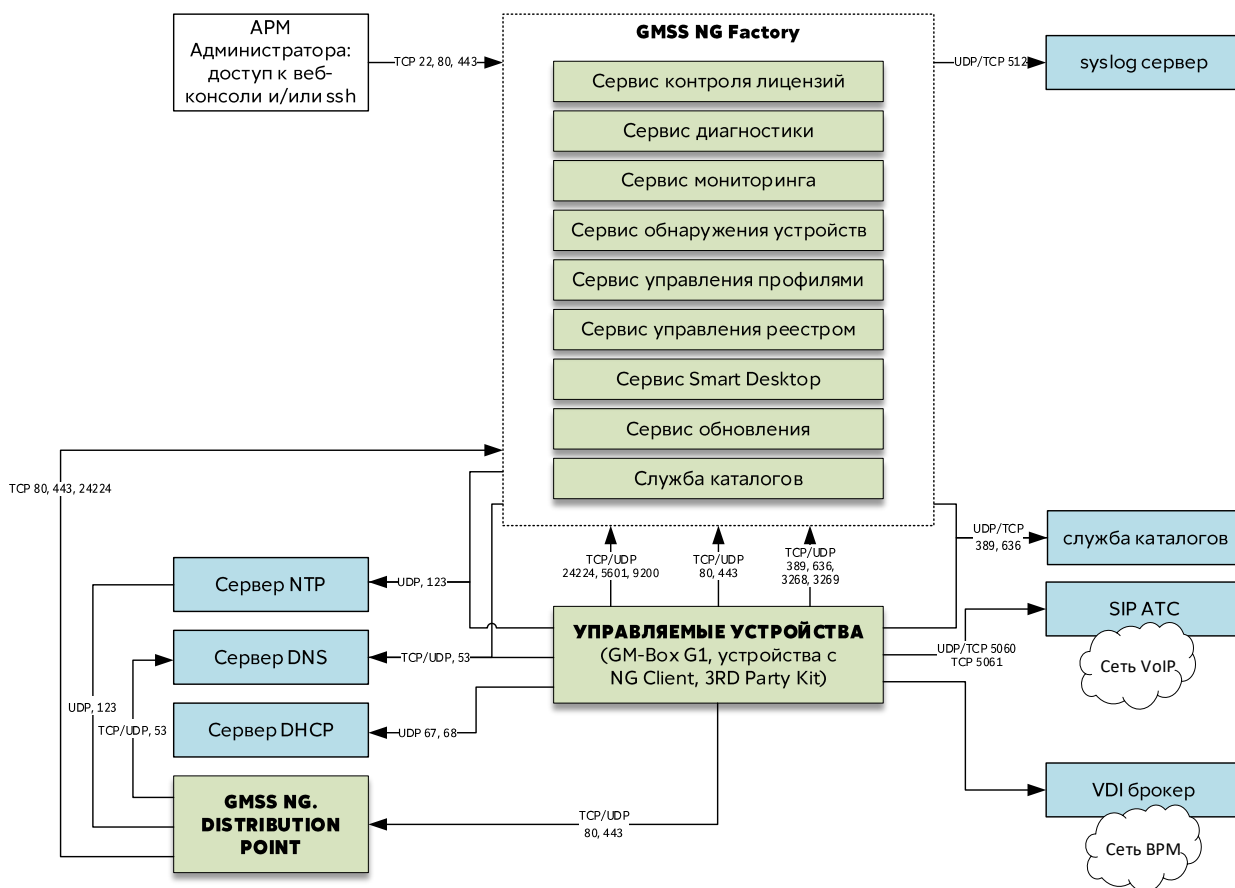 АРМ
Администратора:
доступ к веб-
консоли и/или ssh
TCP 22, 80, 443
GMSS NG Factory
Сервис контроля лицензий
Сервис диагностики
Сервис мониторинга
Сервис обнаружения устройств
Сервис управления профилями
Сервис управления реестром
Сервис Smart Desktop
Сервис обновления
Служба каталогов
UDP/TCP 512
syslog сервер
TCP 80, 443, 24224
UDP/TCP
389, 636
служба каталогов
TCP/UDP
24224, 5601, 9200
TCP/UDP
80, 443
TCP/UDP
389, 636,
3268, 3269
Сервер NTP
UDP, 123
Сервер DNS
TCP/UDP, 53
Сервер DHCP
UDP 67, 68
UDP, 123
TCP/UDP, 53
УПРАВЛЯЕМЫЕ УСТРОЙСТВА
(GM-Box G1, устройства с
NG Client, 3RD Party Kit)
UDP/TCP 5060
TCP 5061
SIP АТС
Сеть VoIP
VDI брокер
Сеть ВРМ
GMSS NG.
DISTRIBUTION
POINT
TCP/UDP
80, 443